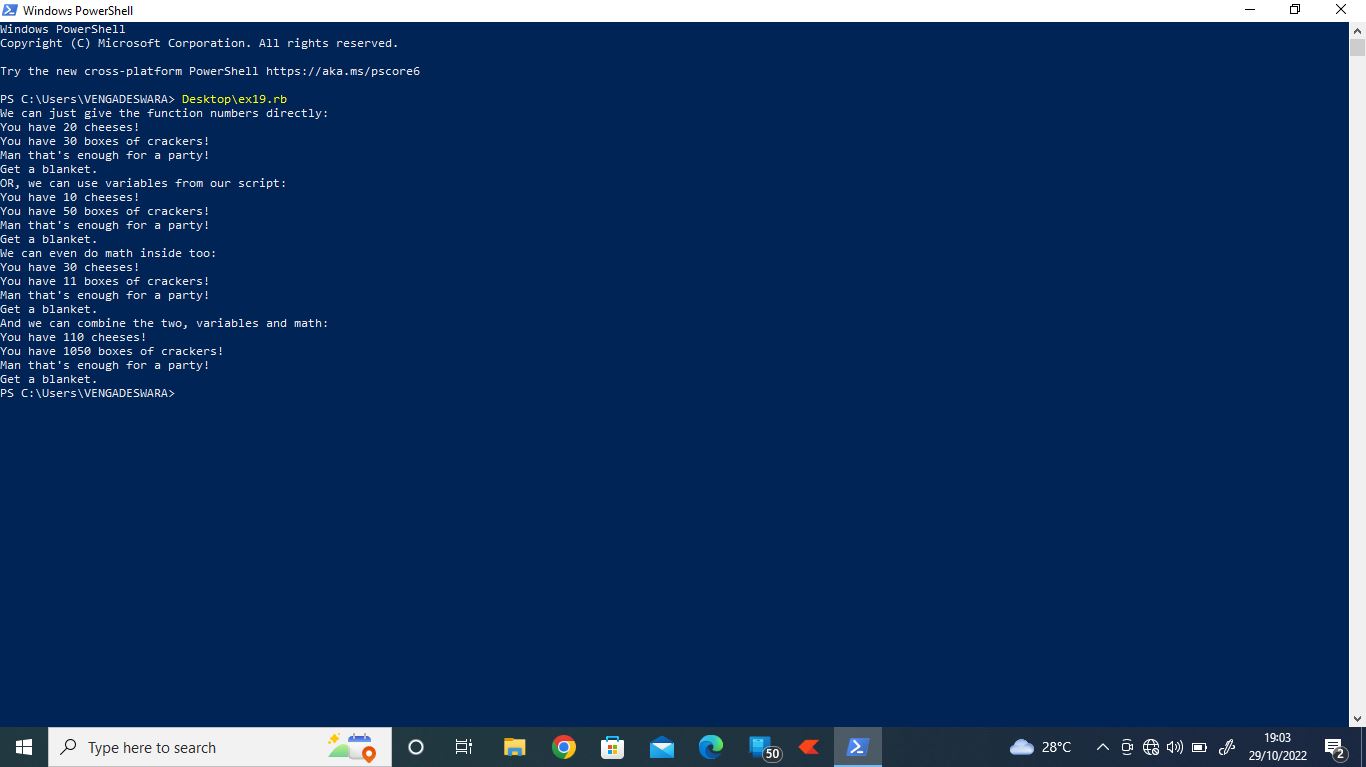 Windows PowerShell
Windows PowerShell
Copyright (C) Microsoft Corporation. All rights reserved.
Try the new cross-platform PowerShell https://aka.ms/pscore6
PS C:\Users\VENGADESWARA> Desktop\ex19.rb
We can just give the function numbers directly:
You have 20 cheeses!
You have 30 boxes of crackers!
Man that's enough for a party!
Get a blanket.
OR, we can use variables from our script:
You have 10 cheeses!
You have 50 boxes of crackers!
Man that's enough for a party!
Get a blanket.
We can even do math inside too:
You have 30 cheeses!
You have 11 boxes of crackers!
Man that's enough for a party!
Get a blanket.
And we can combine the two, variables and math:
You have 110 cheeses!
You have 1050 boxes of crackers!
Man that's enough for a party!
Get a blanket.
PS C:\Users\VENGADESWARA>
Type here to search
50
28°C
19:03
29/10/2022
2